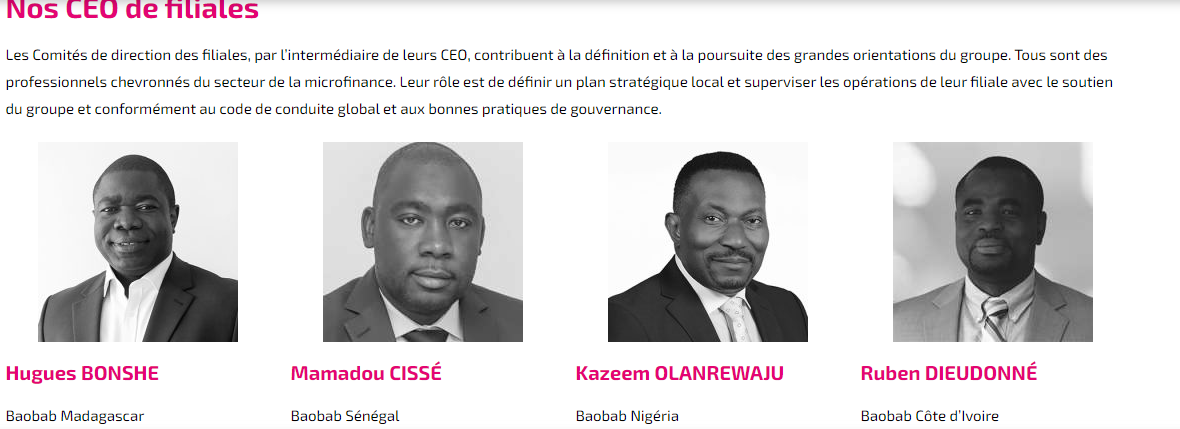 Nos CEO de filiales
Les Comités de direction des filiales, par l'intermédiaire de leurs CEO, contribuent à la définition et à la poursuite des grandes orientations du groupe. Tous sont des
professionnels chevronnés du secteur de la microfinance. Leur rôle est de définir un plan stratégique local et superviser les opérations de leur filiale avec le soutien
du groupe et conformément au code de conduite global et aux bonnes pratiques de gouvernance.
Hugues BONSHE
Baobab Madagascar
Mamadou CISSÉ
Baobab Sénégal
Kazeem OLANREWAJU
Baobab Nigéria
Ruben DIEUDONNÉ
Baobab Côte d'Ivoire